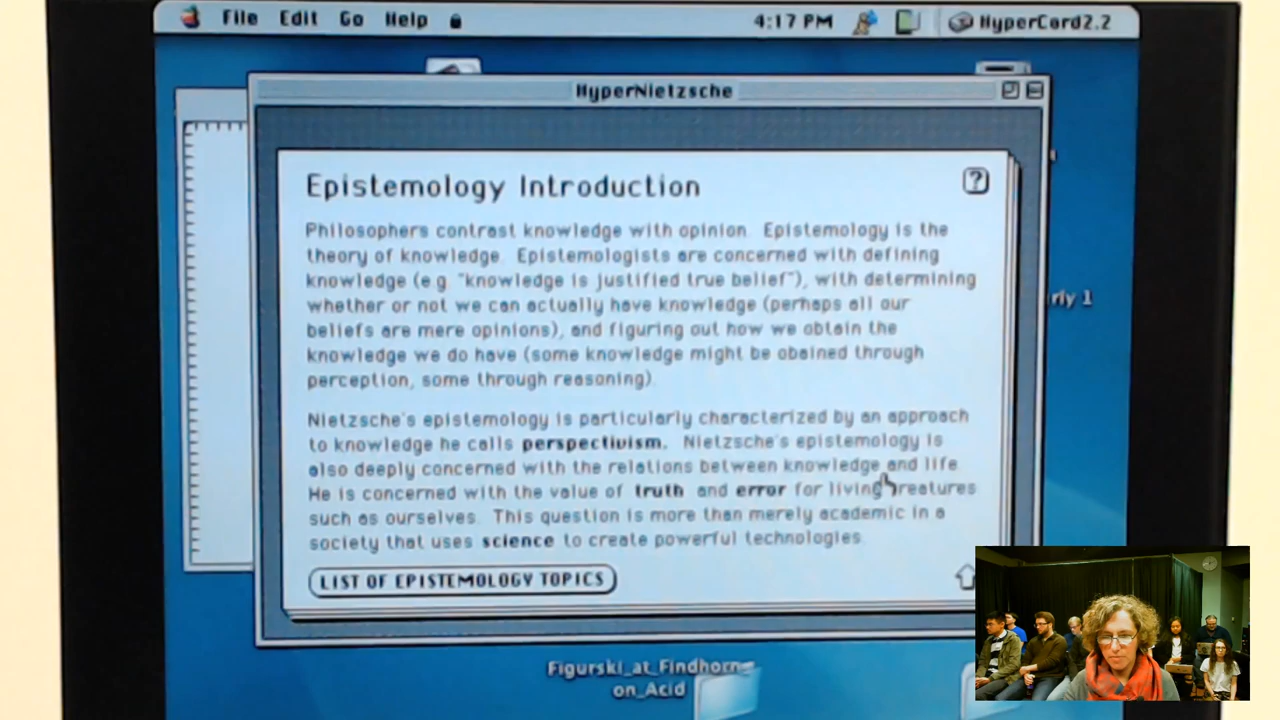 File Edit Go Help 4:17 PM HyperCard2.2
HyperNietzsche
Epistemology Introduction ?
Philosophers contrast knowledge with opinion. Epistemology is the
theory of knowledge. Epistemologists are concerned with defining
knowledge (e.g. "knowledge is justified true belief"), with determining
whether or not we can actually have knowledge (perhaps all our
beliefs are mere opinions), and figuring out how we obtain the
knowledge we do have (some knowledge might be obained through
perception, some through reasoning).
Nietzsche's epistemology is particularly characterized by an approach
to knowledge he calls perspectivism. Nietzsche's epistemology is
also deeply concerned with the relations between knowledge and life.
He is concerned with the value of truth and error for living creatures
such as ourselves. This question is more than merely academic in a
society that uses science to create powerful technologies.
LIST OF EPISTEMOLOGY TOPICS
rly 1
Figurski_at_Findhorn_
on_Acid